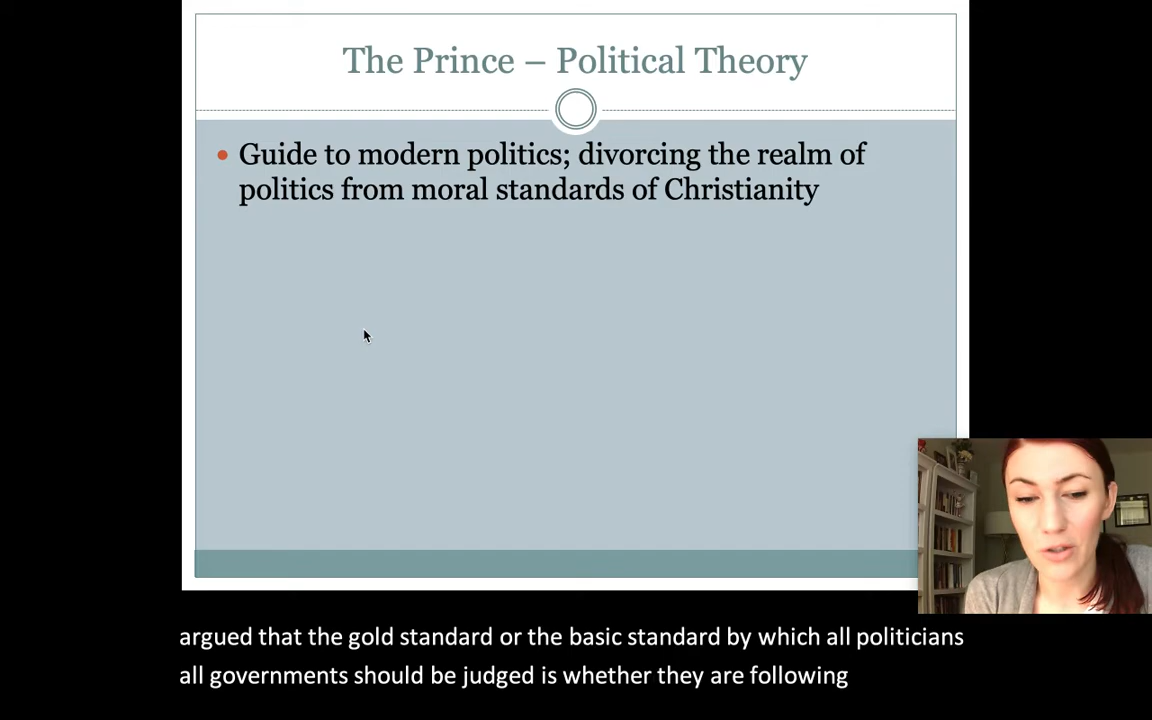 The Prince – Political Theory
• Guide to modern politics; divorcing the realm of
politics from moral standards of Christianity
argued that the gold standard or the basic standard by which all politicians
all governments should be judged is whether they are following